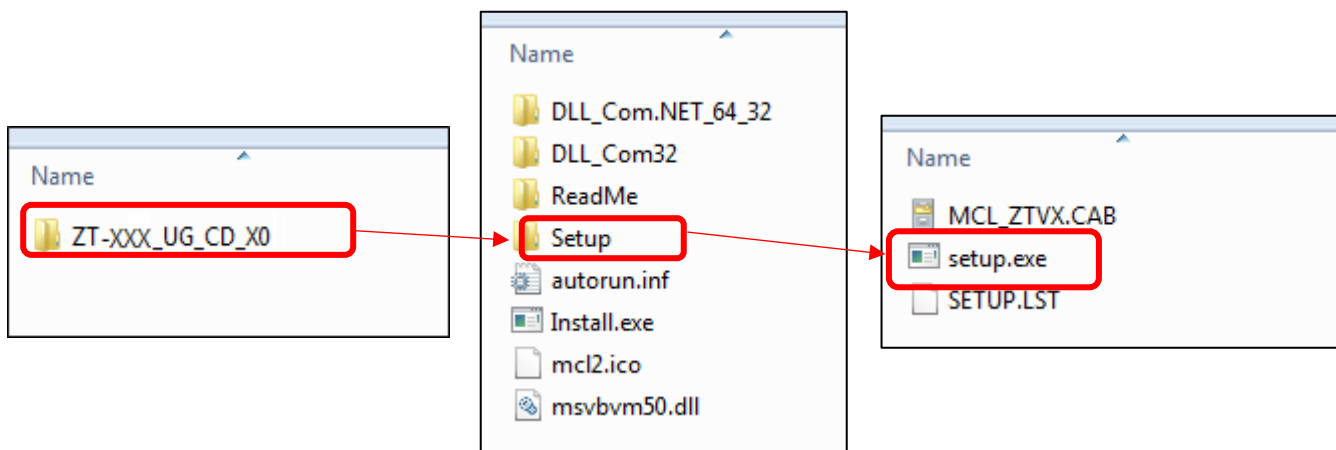 Name
ZT-XXX_UG_CD_X0
Name
DLL_Com.NET_64_32
DLL_Com32
ReadMe
Setup
autorun.inf
Install.exe
mcl2.ico
msvbvm50.dll
Name
MCL_ZTVX.CAB
setup.exe
SETUP.LST